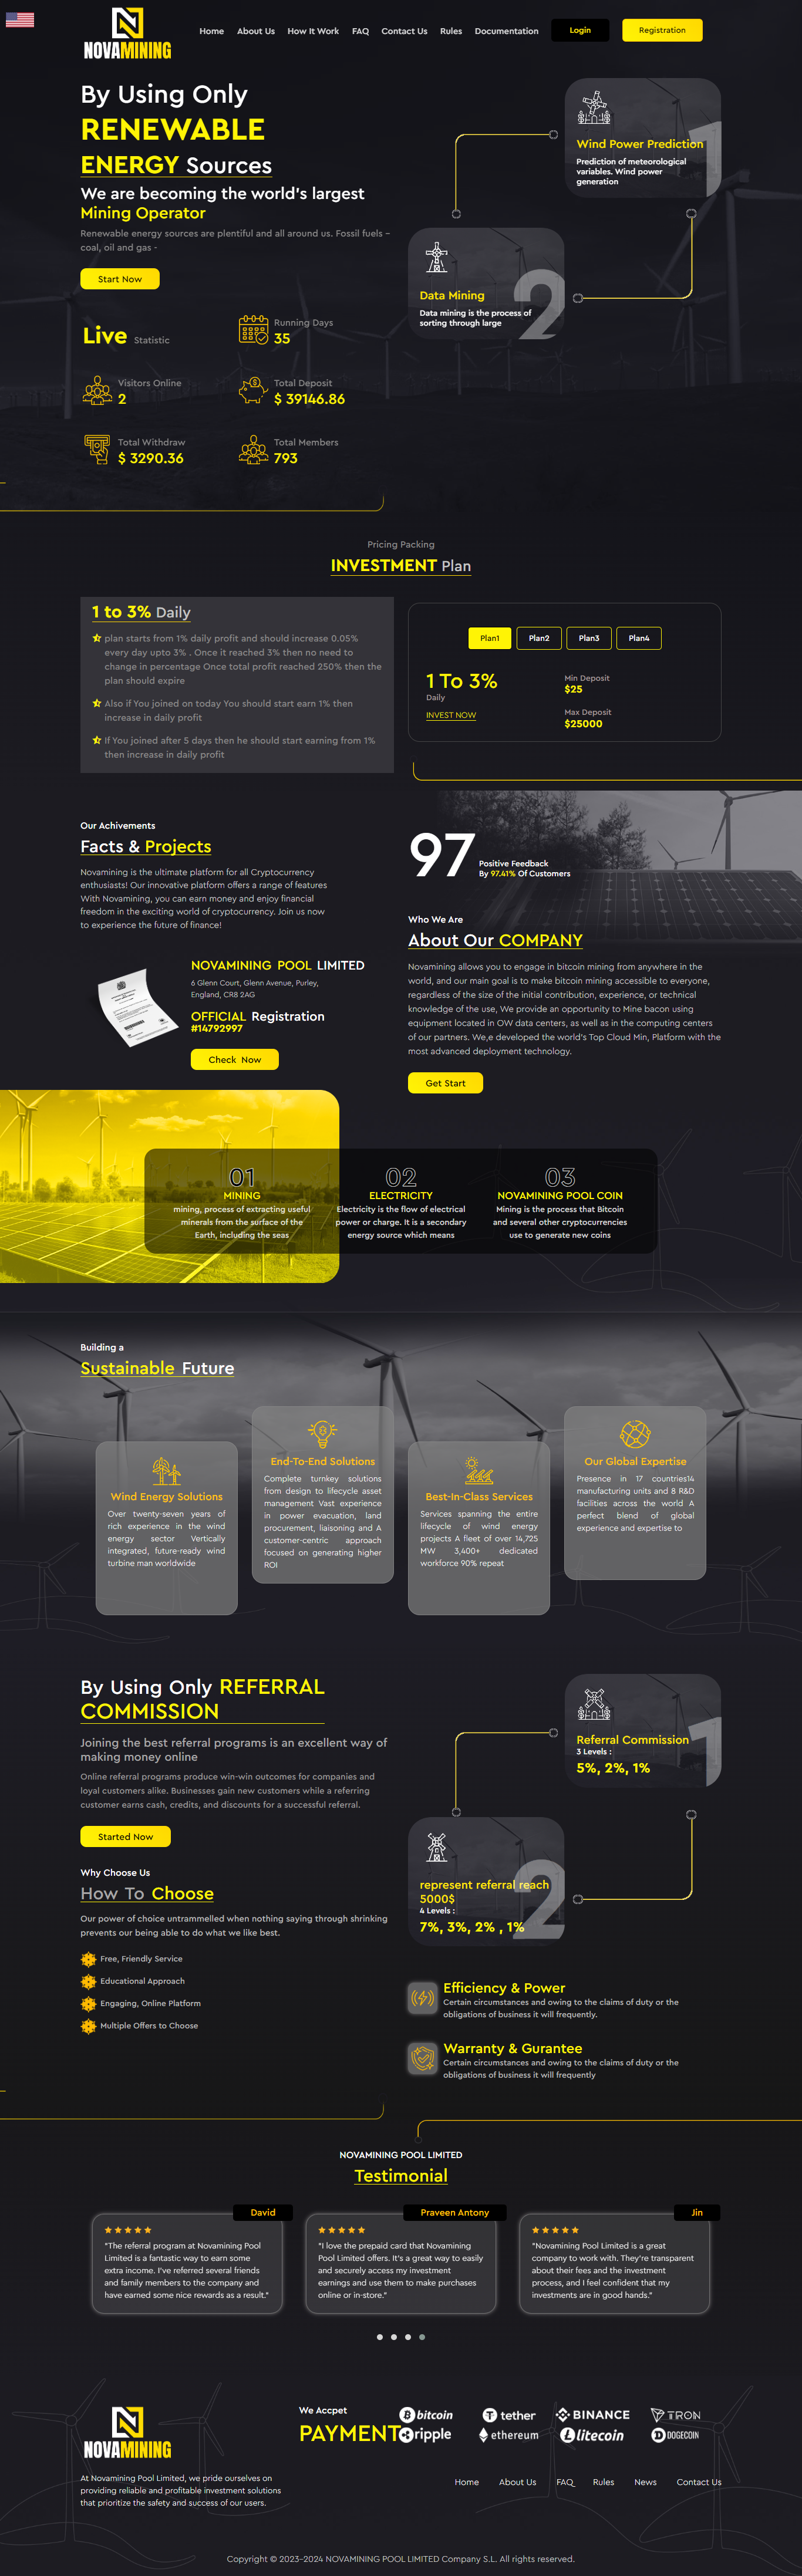 NOVAMINING
Home About Us How It Work FAQ Contact Us Rules Documentation Login Registration
By Using Only
RENEWABLE
ENERGY Sources
We are becoming the world's largest
Mining Operator
Renewable energy sources are plentiful and all around us. Fossil fuels –
coal, oil and gas -
Start Now
1
Wind Power Prediction
Prediction of meteorological
variables. Wind power
generation
2
Data Mining
Data mining is the process of
sorting through large
Live Statistic
Running Days
35
Visitors Online
2
Total Deposit
$ 39146.86
Total Withdraw
$ 3290.36
Total Members
793
Pricing Packing
INVESTMENT Plan
1 to 3% Daily
plan starts from 1% daily profit and should increase 0.05%
every day upto 3% . Once it reached 3% then no need to
change in percentage Once total profit reached 250% then the
plan should expire
Also if You joined on today You should start earn 1% then
increase in daily profit
If You joined after 5 days then he should start earning from 1%
then increase in daily profit
Plan1 Plan2 Plan3 Plan4
1 To 3%
Daily
INVEST NOW
Min Deposit
$25
Max Deposit
$25000
Our Achivements
Facts & Projects
Novamining is the ultimate platform for all Cryptocurrency
enthusiasts! Our innovative platform offers a range of features
With Novamining, you can earn money and enjoy financial
freedom in the exciting world of cryptocurrency. Join us now
to experience the future of finance!
NOVAMINING POOL LIMITED
6 Glenn Court, Glenn Avenue, Purley,
England, CR8 2AG
OFFICIAL Registration
#14792997
Check Now
97
Positive Feedback
By 97.41% Of Customers
Who We Are
About Our COMPANY
Novamining allows you to engage in bitcoin mining from anywhere in the
world, and our main goal is to make bitcoin mining accessible to everyone,
regardless of the size of the initial contribution, experience, or technical
knowledge of the use, We provide an opportunity to Mine bacon using
equipment located in OW data centers, as well as in the computing centers
of our partners. We,e developed the world's Top Cloud Min, Platform with the
most advanced deployment technology.
Get Start
01
MINING
mining, process of extracting useful
minerals from the surface of the
Earth, including the seas
02
ELECTRICITY
Electricity is the flow of electrical
power or charge. It is a secondary
energy source which means
03
NOVAMINING POOL COIN
Mining is the process that Bitcoin
and several other cryptocurrencies
use to generate new coins
Building a
Sustainable Future
Wind Energy Solutions
Over twenty-seven years of
rich experience in the wind
energy sector Vertically
integrated, future-ready wind
turbine man worldwide
End-To-End Solutions
Complete turnkey solutions
from design to lifecycle asset
management Vast experience
in power evacuation, land
procurement, liaisoning and A
customer-centric approach
focused on generating higher
ROI
Best-In-Class Services
Services spanning the entire
lifecycle of wind energy
projects A fleet of over 14,725
MW 3,400+ dedicated
workforce 90% repeat
Our Global Expertise
Presence in 17 countries14
manufacturing units and 8 R&D
facilities across the world A
perfect blend of global
experience and expertise to
By Using Only REFERRAL
COMMISSION
Joining the best referral programs is an excellent way of
making money online
Online referral programs produce win-win outcomes for companies and
loyal customers alike. Businesses gain new customers while a referring
customer earns cash, credits, and discounts for a successful referral.
Started Now
1
Referral Commission
3 Levels :
5%, 2%, 1%
2
represent referral reach
5000$
4 Levels :
7%, 3%, 2% , 1%
Why Choose Us
How To Choose
Our power of choice untrammelled when nothing saying through shrinking
prevents our being able to do what we like best.
Free, Friendly Service
Educational Approach
Engaging, Online Platform
Multiple Offers to Choose
Efficiency & Power
Certain circumstances and owing to the claims of duty or the
obligations of business it will frequently.
Warranty & Gurantee
Certain circumstances and owing to the claims of duty or the
obligations of business it will frequently
NOVAMINING POOL LIMITED
Testimonial
David
"The referral program at Novamining Pool
Limited is a fantastic way to earn some
extra income. I've referred several friends
and family members to the company and
have earned some nice rewards as a result."
Praveen Antony
"I love the prepaid card that Novamining
Pool Limited offers. It's a great way to easily
and securely access my investment
earnings and use them to make purchases
online or in-store."
Jin
"Novamining Pool Limited is a great
company to work with. They're transparent
about their fees and the investment
process, and I feel confident that my
investments are in good hands."
NOVAMINING
At Novamining Pool Limited, we pride ourselves on
providing reliable and profitable investment solutions
that prioritize the safety and success of our users.
We Accpet
PAYMENT
bitcoin tether BINANCE TRON
ripple ethereum litecoin DOGECOIN
Home About Us FAQ Rules News Contact Us
Copyright © 2023-2024 NOVAMINING POOL LIMITED Company S.L. All rights reserved.